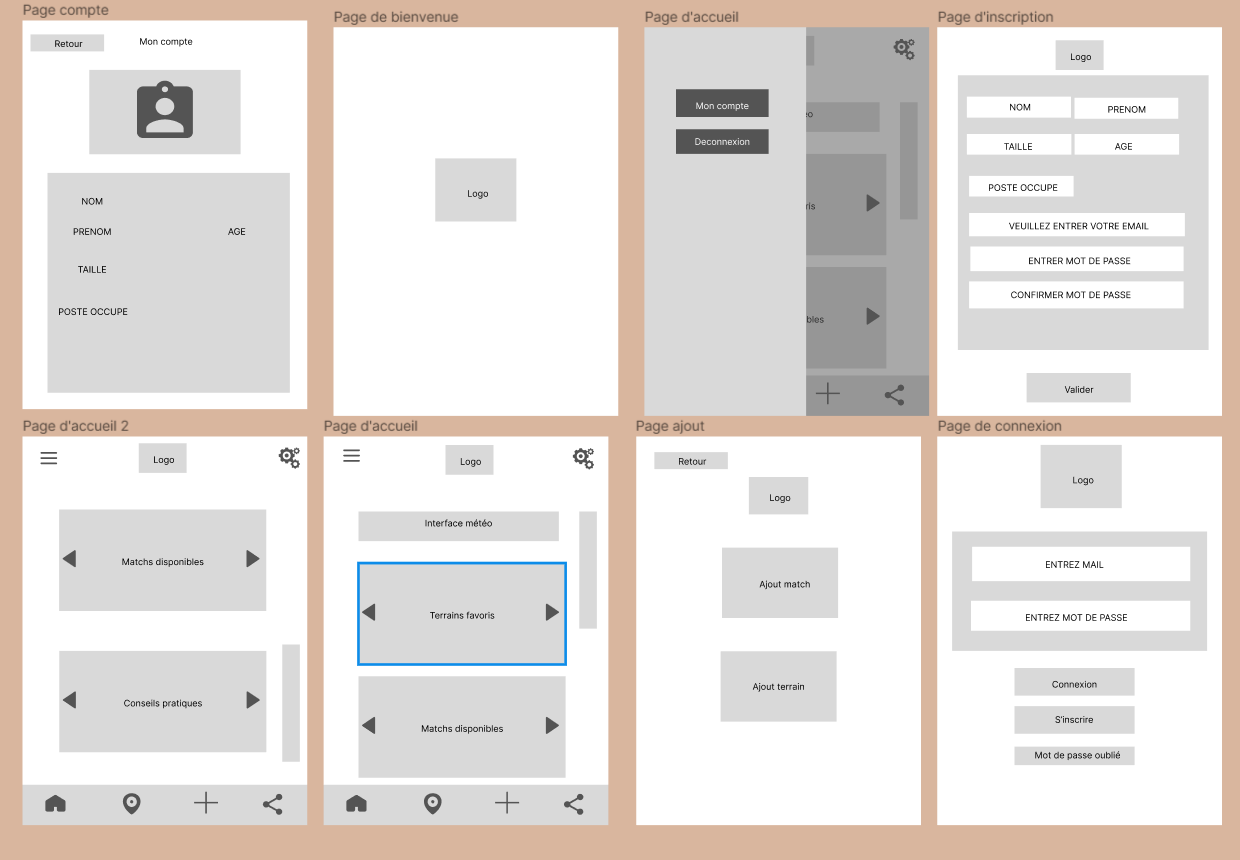 Page compte
Retour
Mon compte
NOM
PRENOM
AGE
TAILLE
POSTE OCCUPE
Page de bienvenue
Logo
Page d'accueil
Mon compte
Deconnexion
eo
ris
bles
Page d'inscription
Logo
NOM
PRENOM
TAILLE
AGE
POSTE OCCUPE
VEUILLEZ ENTRER VOTRE EMAIL
ENTRER MOT DE PASSE
CONFIRMER MOT DE PASSE
Valider
Page d'accueil 2
Logo
Matchs disponibles
Conseils pratiques
Page d'accueil
Logo
Interface météo
Terrains favoris
Matchs disponibles
Page ajout
Retour
Logo
Ajout match
Ajout terrain
Page de connexion
Logo
ENTREZ MAIL
ENTREZ MOT DE PASSE
Connexion
S'inscrire
Mot de passe oublié